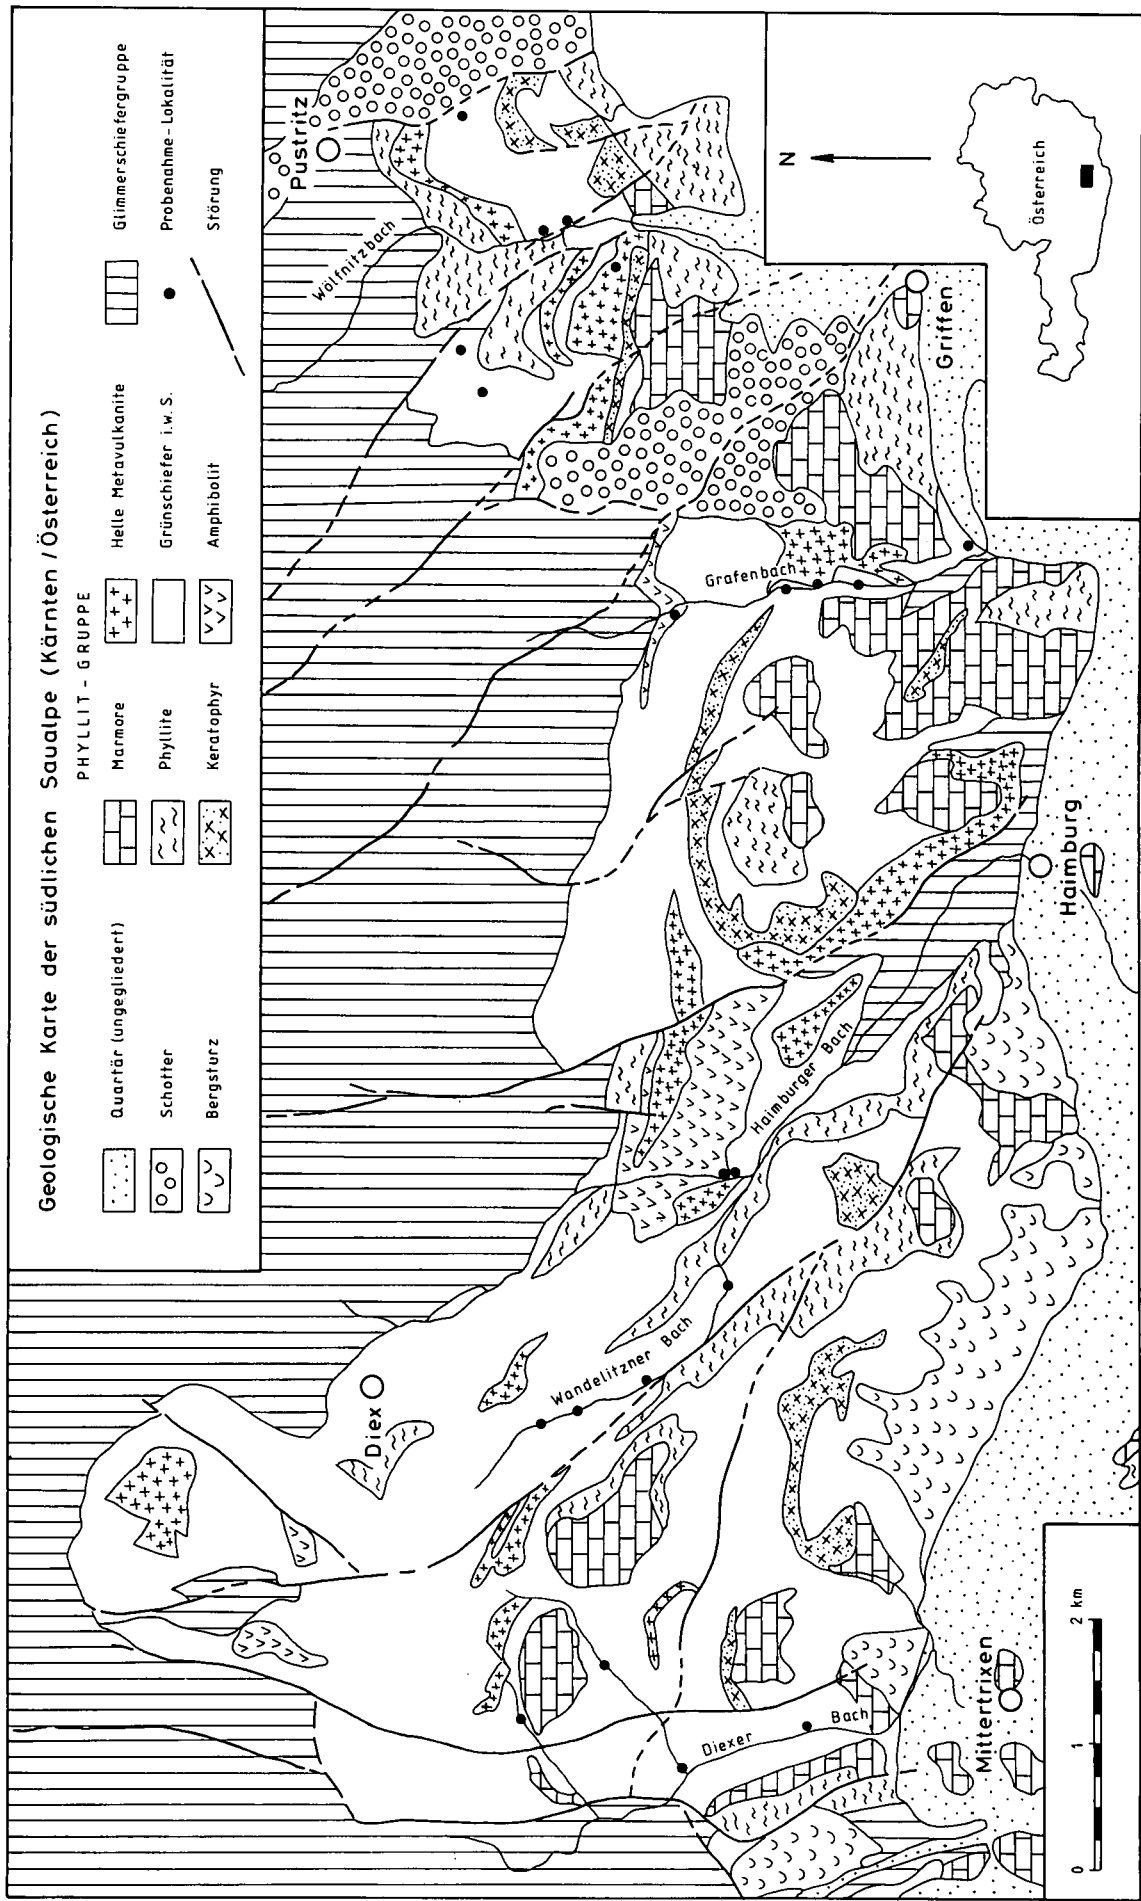 Geologische Karte der südlichen Saualpe (Kärnten / Österreich)
PHYLLIT - GRUPPE
Quartär (ungegliedert)
Marmore
Helle Metavulkanite
Glimmerschiefergruppe
Schotter
Phyllite
Grünschiefer i.w.S.
Probenahme-Lokalität
Bergsturz
Keratophyr
Amphibolit
Störung
Pustritz
Wölfnitzbach
Diex
Grafenbach
Griffen
Wandelitzner Bach
Haimburger Bach
Haimburg
Diexer Bach
Mittertrixen
N
Österreich
0 1 2 km